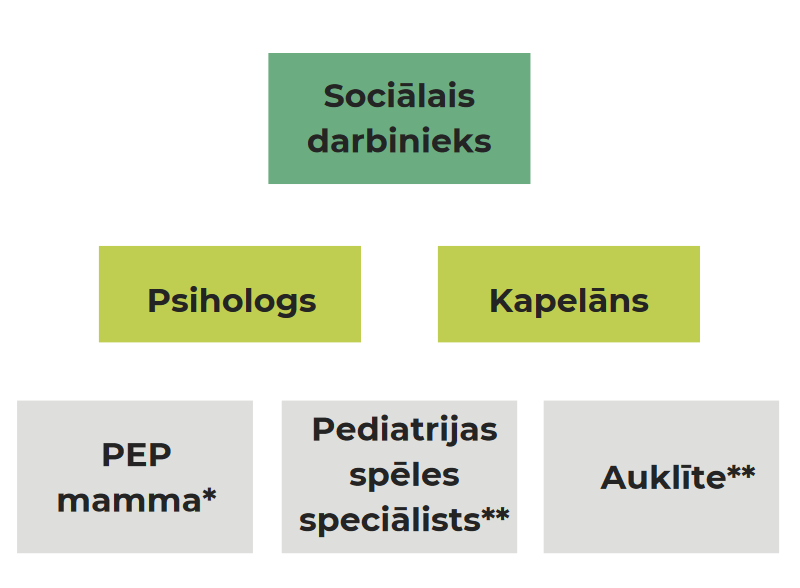 Sociālais
darbinieks
Psihologs
Kapelāns
PEP
mamma*
Pediatrijas
spēles
speciālists**
Auklīte**